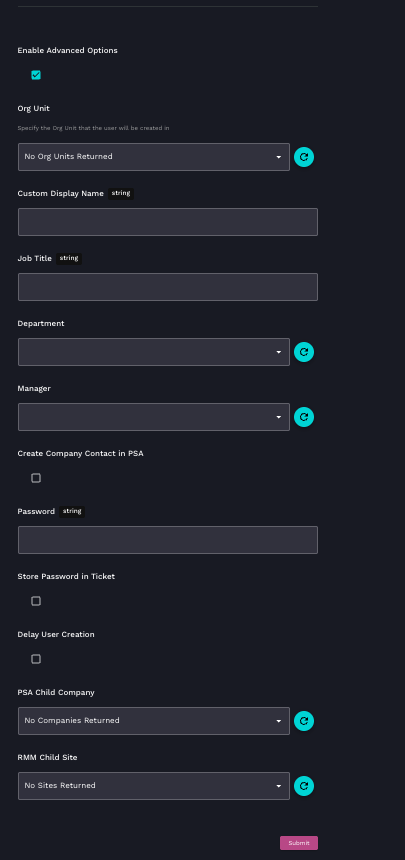 Enable Advanced Options
Org Unit
Specify the Org Unit that the user will be created in
No Org Units Returned
Custom Display Name string
Job Title string
Department
Manager
Create Company Contact in PSA
Password string
Store Password in Ticket
Delay User Creation
PSA Child Company
No Companies Returned
RMM Child Site
No Sites Returned
Submit